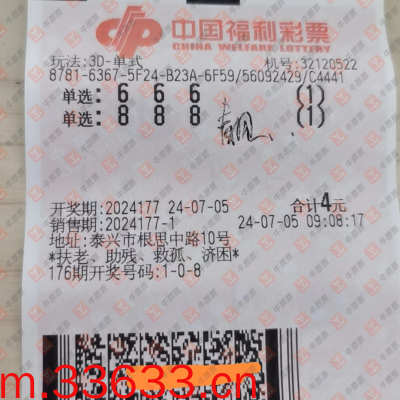 中国福利彩票
CHINA WELFARE LOTTERY
玩法:3D-单式 机号:32120522
8781-6367-5F24-B23A-6F59/56092429/C4441
单选: 6 6 6 (1)
单选: 8 8 8 (1)
开奖期:2024177 24-07-05 合计4元
销售期:2024177-1 24-07-05 09:08:17
地址:泰兴市根思中路10号
*扶老、助残、救孤、济困*
176期开奖号码:1-0-8
m.33633.cn